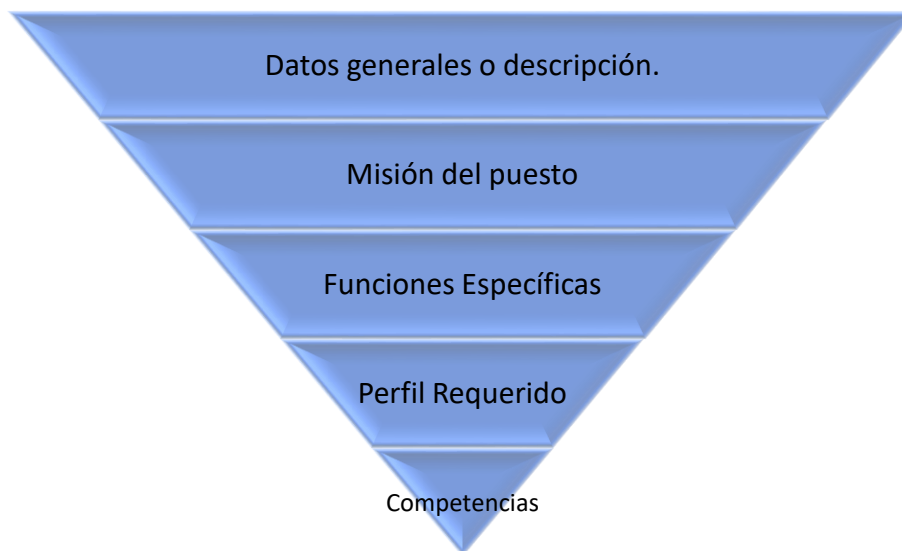 Datos generales o descripción.
Misión del puesto
Funciones Específicas
Perfil Requerido
Competencias